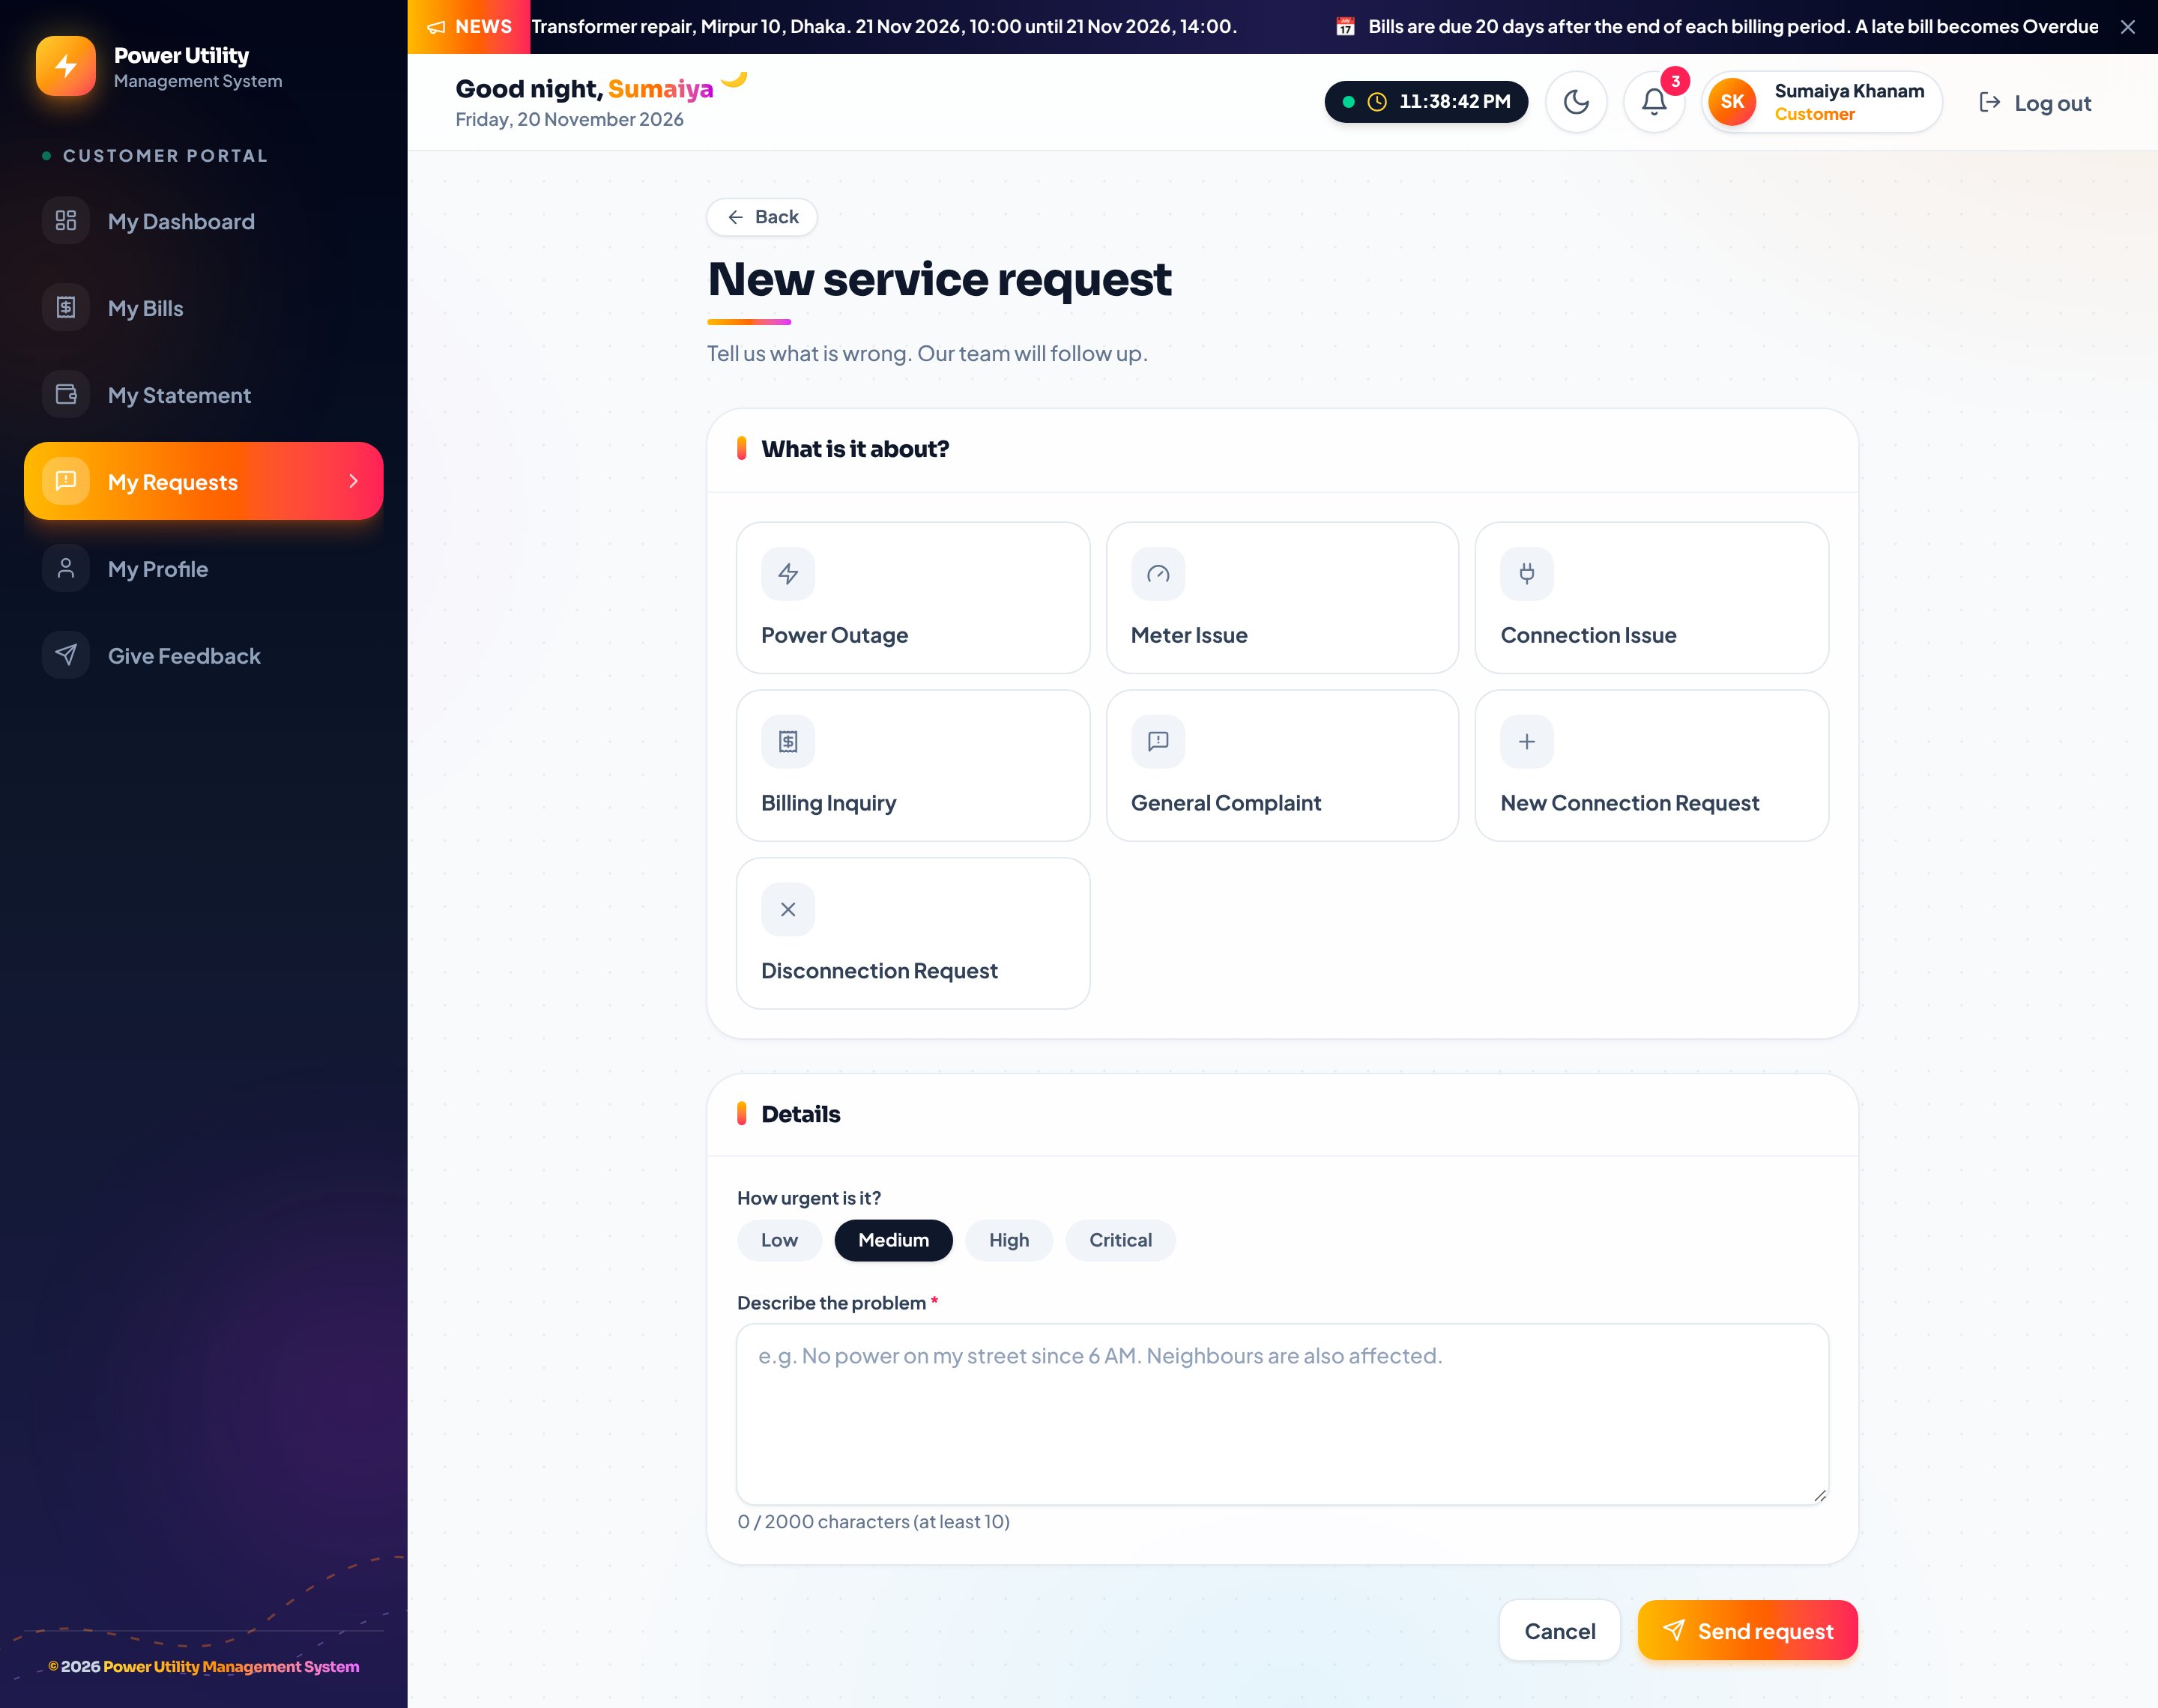 Power Utility
Management System
CUSTOMER PORTAL
My Dashboard
My Bills
My Statement
My Requests
My Profile
Give Feedback
© 2026 Power Utility Management System
NEWS
Transformer repair, Mirpur 10, Dhaka. 21 Nov 2026, 10:00 until 21 Nov 2026, 14:00.
Bills are due 20 days after the end of each billing period. A late bill becomes Overdue
Good night, Sumaiya
Friday, 20 November 2026
11:38:42 PM
3
SK
Sumaiya Khanam
Customer
Log out
Back
New service request
Tell us what is wrong. Our team will follow up.
What is it about?
Power Outage
Meter Issue
Connection Issue
Billing Inquiry
General Complaint
New Connection Request
Disconnection Request
Details
How urgent is it?
Low
Medium
High
Critical
Describe the problem *
e.g. No power on my street since 6 AM. Neighbours are also affected.
0 / 2000 characters (at least 10)
Cancel
Send request